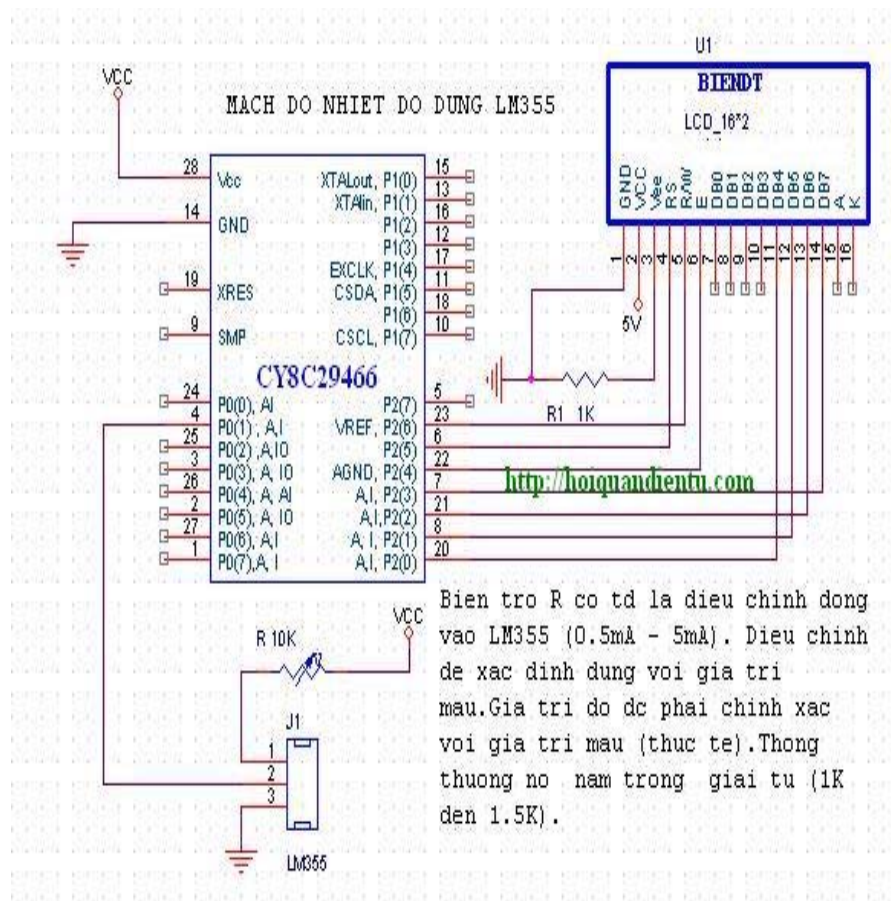 VCC
MACH DO NHIET DO DUNG LM355
U1
BIENDT
LCD_16*2
GND
VCC
Vee
RS
R/W
E
DB0
DB1
DB2
DB3
DB4
DB5
DB6
DB7
A
K
1
2
3
4
5
6
7
8
9
10
11
12
13
14
15
16
5V
28 Vcc
14 GND
19 XRES
9 SMP
CY8C29466
24 P0(0), AI
4 P0(1), A,I
25 P0(2), A,IO
3 P0(3), A, IO
26 P0(4), A, AI
2 P0(5), A, IO
27 P0(6), A,I
1 P0(7),A, I
XTALout, P1(0) 15
XTAlin, P1(1) 13
P1(2) 16
P1(3) 12
EXCLK, P1(4) 17
CSDA, P1(5) 11
P1(6) 18
CSCL, P1(7) 10
P2(7) 5
VREF, P2(6) 23
P2(5) 6
AGND, P2(4) 22
A,I, P2(3) 7
A,I,P2(2) 21
A, I, P2(1) 8
A,I, P2(0) 20
R1 1K
http://hoiquandientu.com
Bien tro R co td la dieu chinh dong
vao LM355 (0.5mA - 5mA). Dieu chinh
de xac dinh dung voi gia tri
mau.Gia tri do dc phai chinh xac
voi gia tri mau (thuc te).Thong
thuong no nam trong giai tu (1K
den 1.5K).
VCC
R 10K
J1
1
2
3
LM355